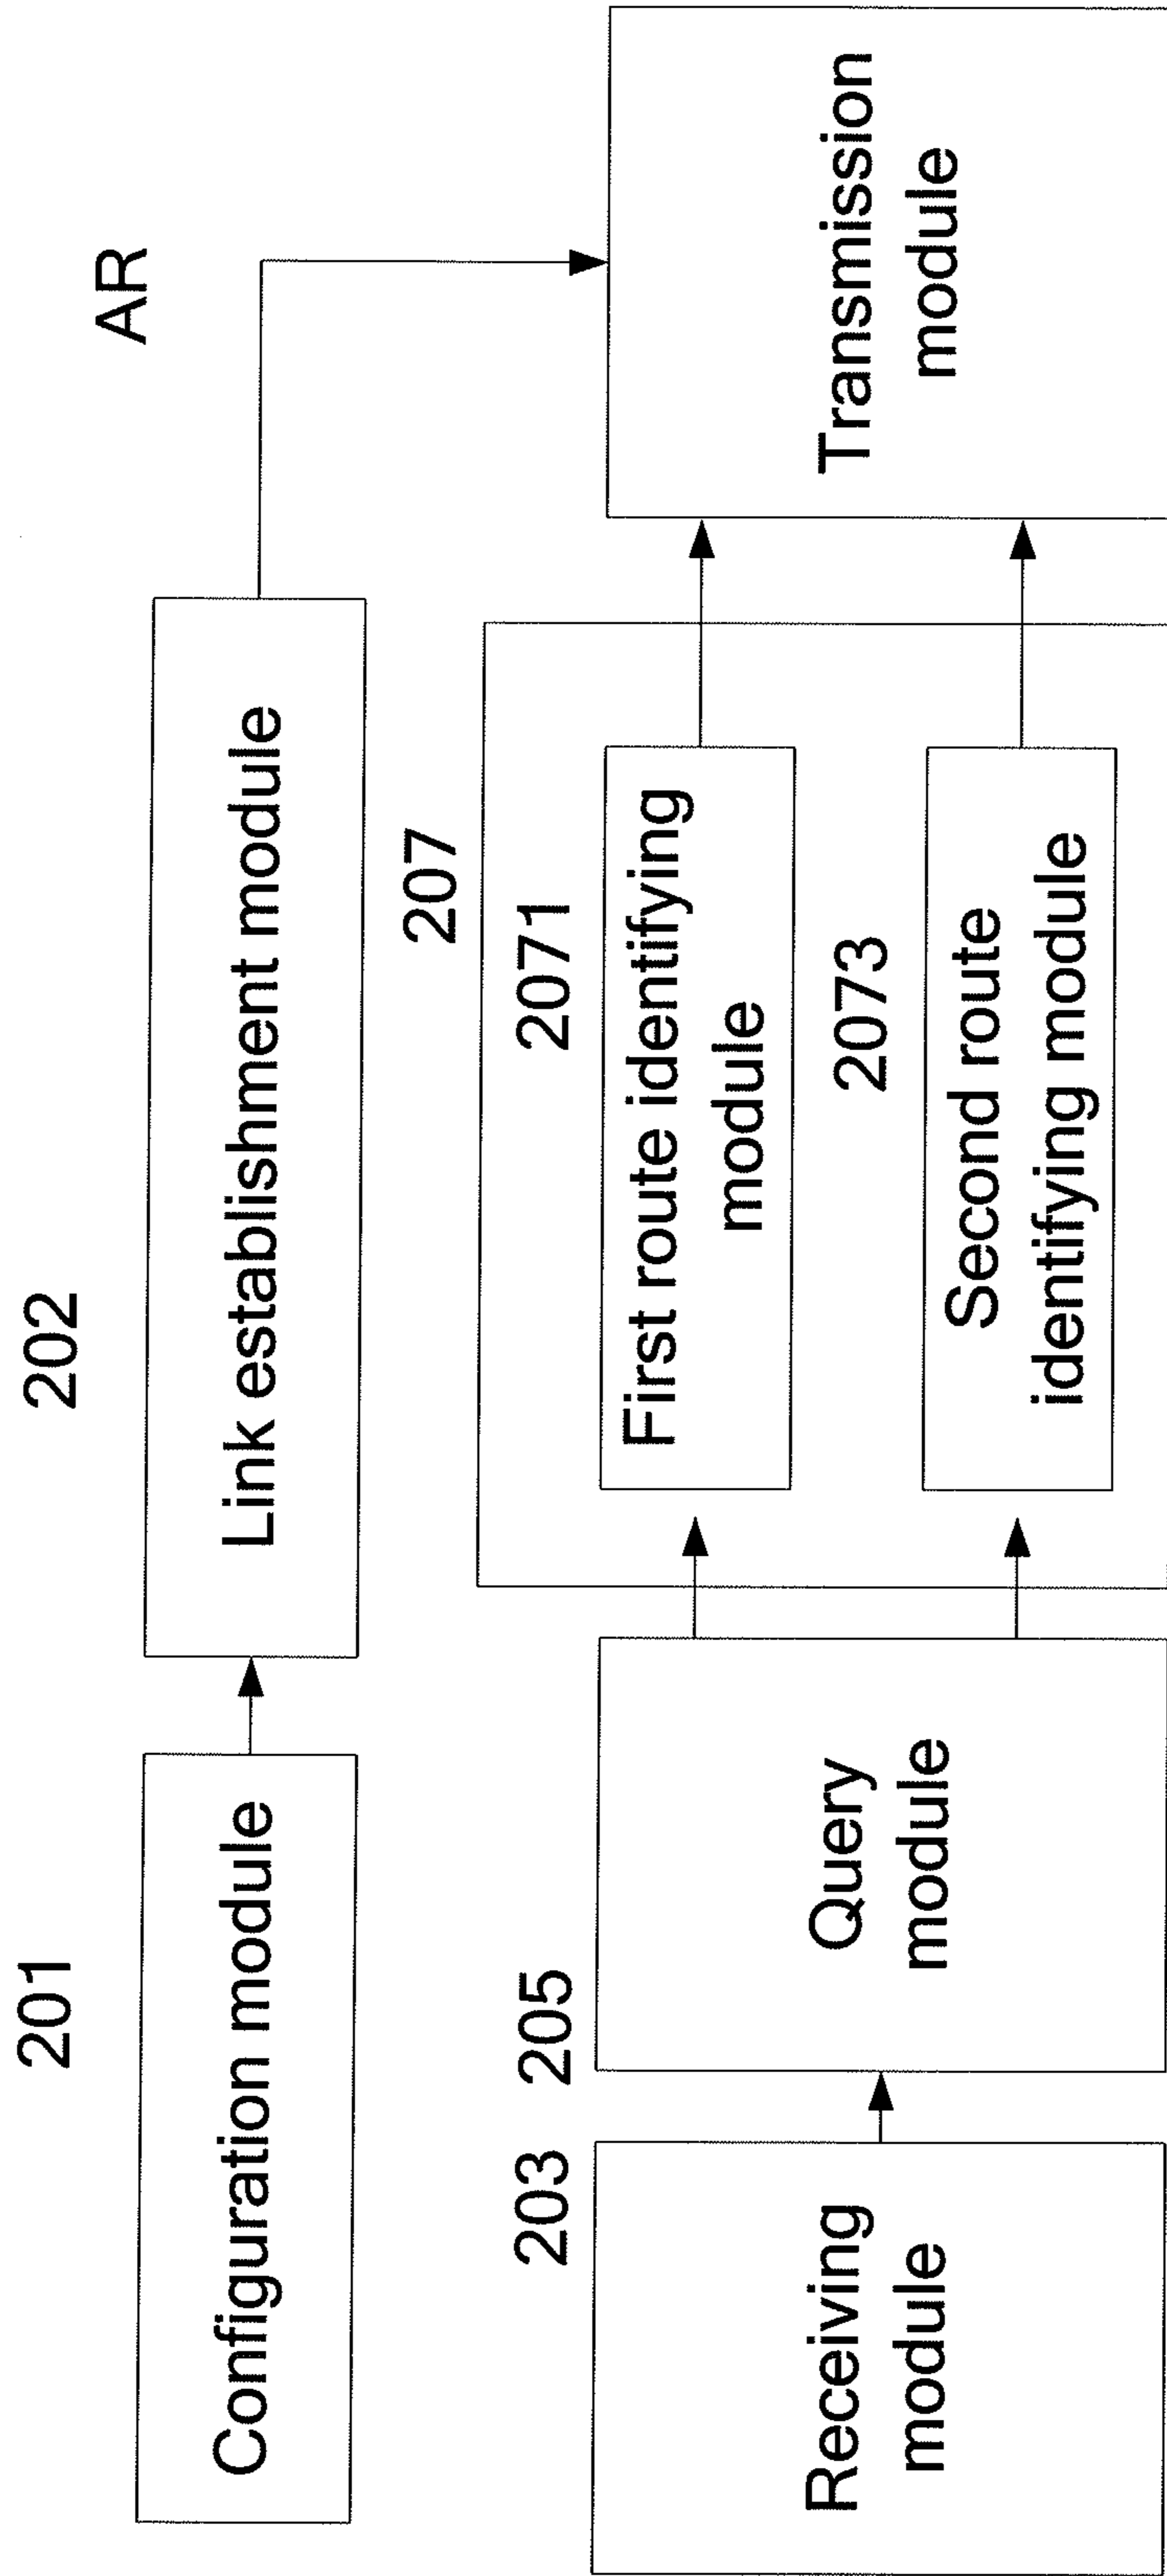 AR
201
202
Configuration module
Link establishment module
207
203
205
2071
Receiving
module
Query
module
First route identifying
module
2073
Second route
identifying module
Transmission
module